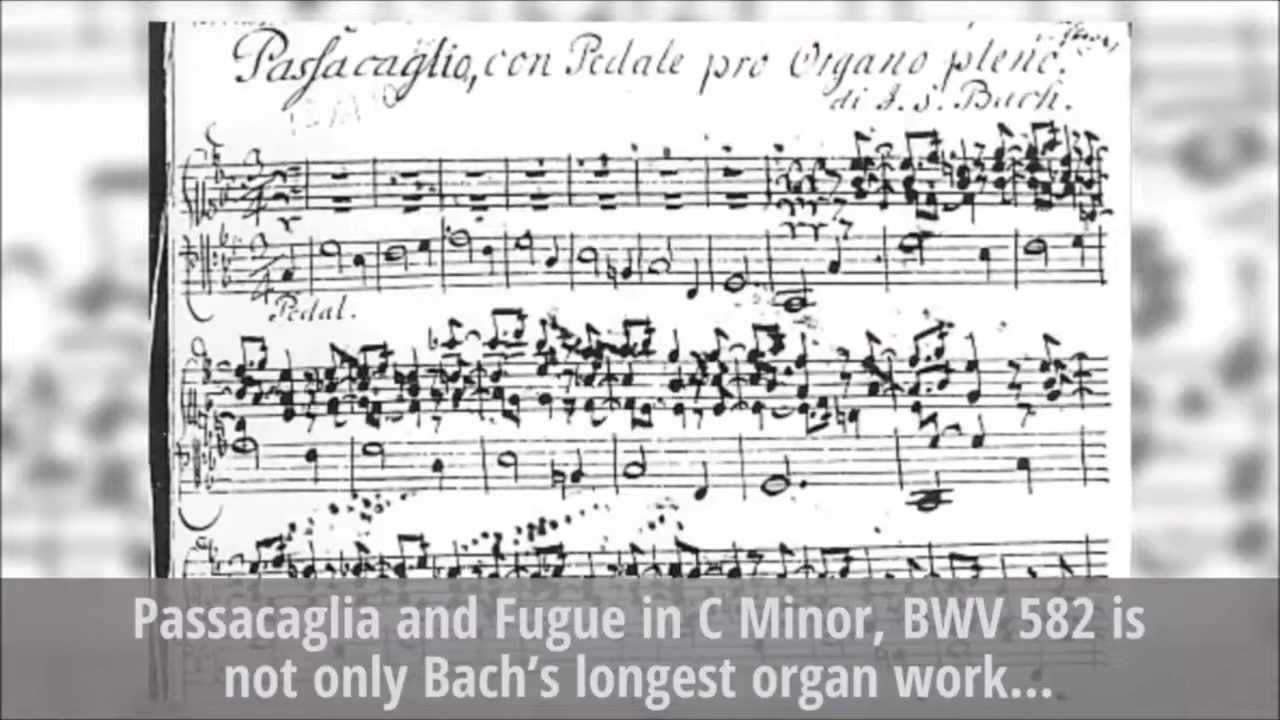 Passacaglio, con Pedale pro Organo pleno.
di J. S. Bach.
Pedal.
Passacaglia and Fugue in C Minor, BWV 582 is
not only Bach’s longest organ work...